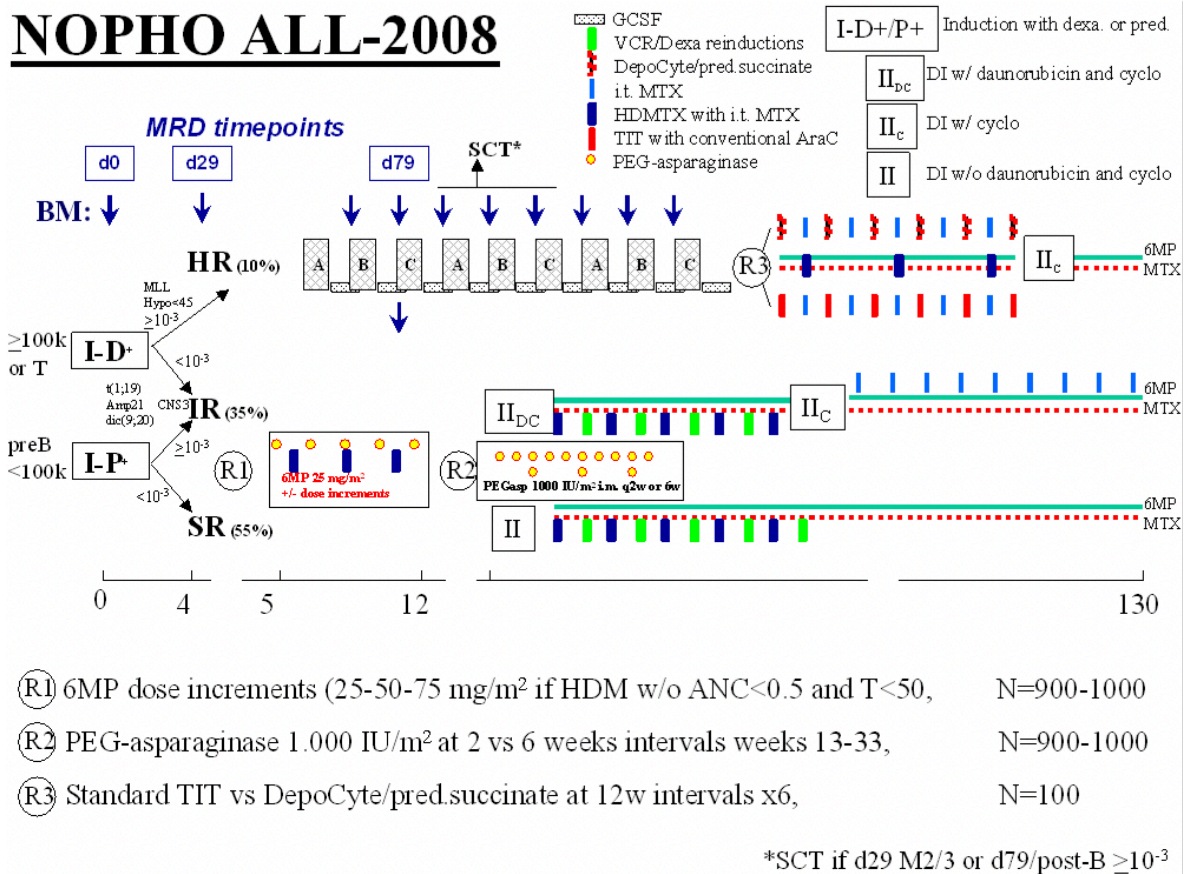 NOPHO ALL-2008
GCSF
VCR/Dexa reinductions
DepoCyte/pred.succinate
i.t. MTX
HDMTX with i.t. MTX
TIT with conventional AraC
PEG-asparaginase
I-D+/P+ Induction with dexa. or pred.
II DC DI w/ daunorubicin and cyclo
II C DI w/ cyclo
II DI w/o daunorubicin and cyclo
MRD timepoints
SCT*
d0 d29 d79
BM:
HR (10%)
A B C A B C A B C
R3
II C
6MP
MTX
MLL
Hypo<45
≥10⁻³
≥100k
or T
I-D+
<10⁻³
t(1;19)
Amp21
dic(9;20)
CNS3
IR (35%)
II DC
II C
6MP
MTX
preB
<100k
I-P+
≥10⁻³
<10⁻³
R1
6MP 25 mg/m²
+/- dose increments
R2
PEGasp 1000 IU/m² i.m. q2w or 6w
SR (55%)
II
6MP
MTX
0 4 5 12 130
R1 6MP dose increments (25-50-75 mg/m² if HDM w/o ANC<0.5 and T<50, N=900-1000
R2 PEG-asparaginase 1.000 IU/m² at 2 vs 6 weeks intervals weeks 13-33, N=900-1000
R3 Standard TIT vs DepoCyte/pred.succinate at 12w intervals x6, N=100
*SCT if d29 M2/3 or d79/post-B ≥10⁻³